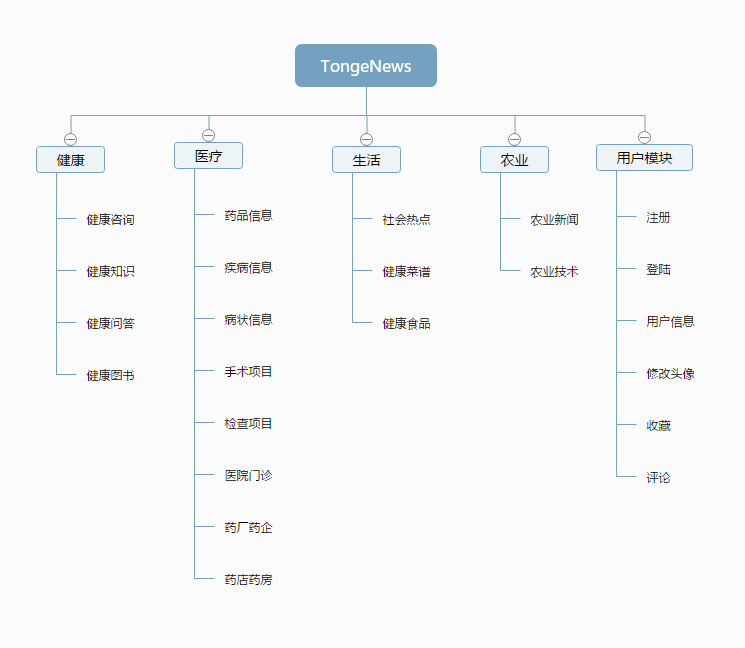 TongeNews
健康
健康咨询
健康知识
健康问答
健康图书
医疗
药品信息
疾病信息
病状信息
手术项目
检查项目
医院门诊
药厂药企
药店药房
生活
社会热点
健康菜谱
健康食品
农业
农业新闻
农业技术
用户模块
注册
登陆
用户信息
修改头像
收藏
评论